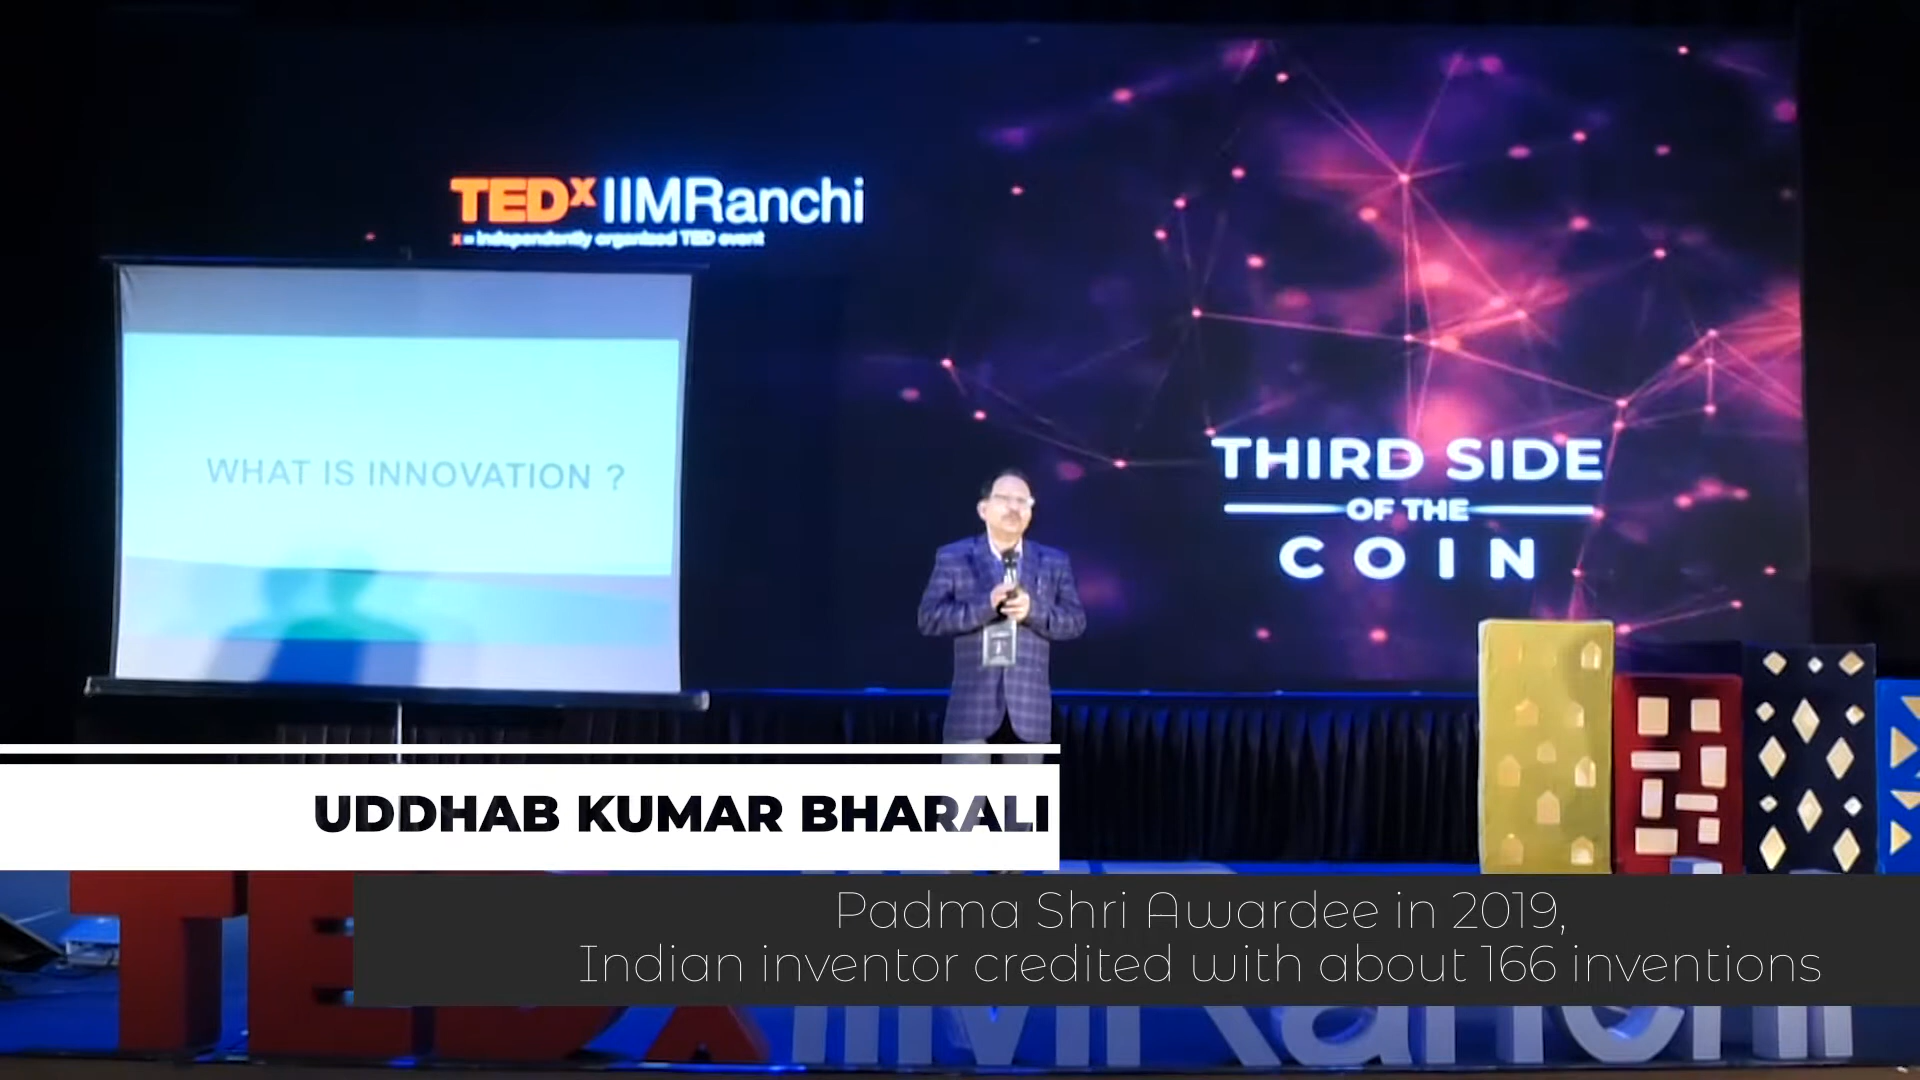 TEDx IIMRanchi
x = independently organized TED event
WHAT IS INNOVATION ?
THIRD SIDE
OF THE
COIN
UDDHAB KUMAR BHARALI
Padma Shri Awardee in 2019,
Indian inventor credited with about 166 inventions
TEDxIIMRanchi